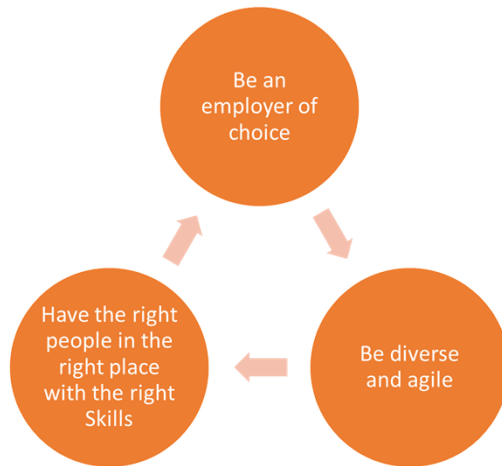 Be an
employer of
choice
Be diverse
and agile
Have the right
people in the
right place
with the right
Skills